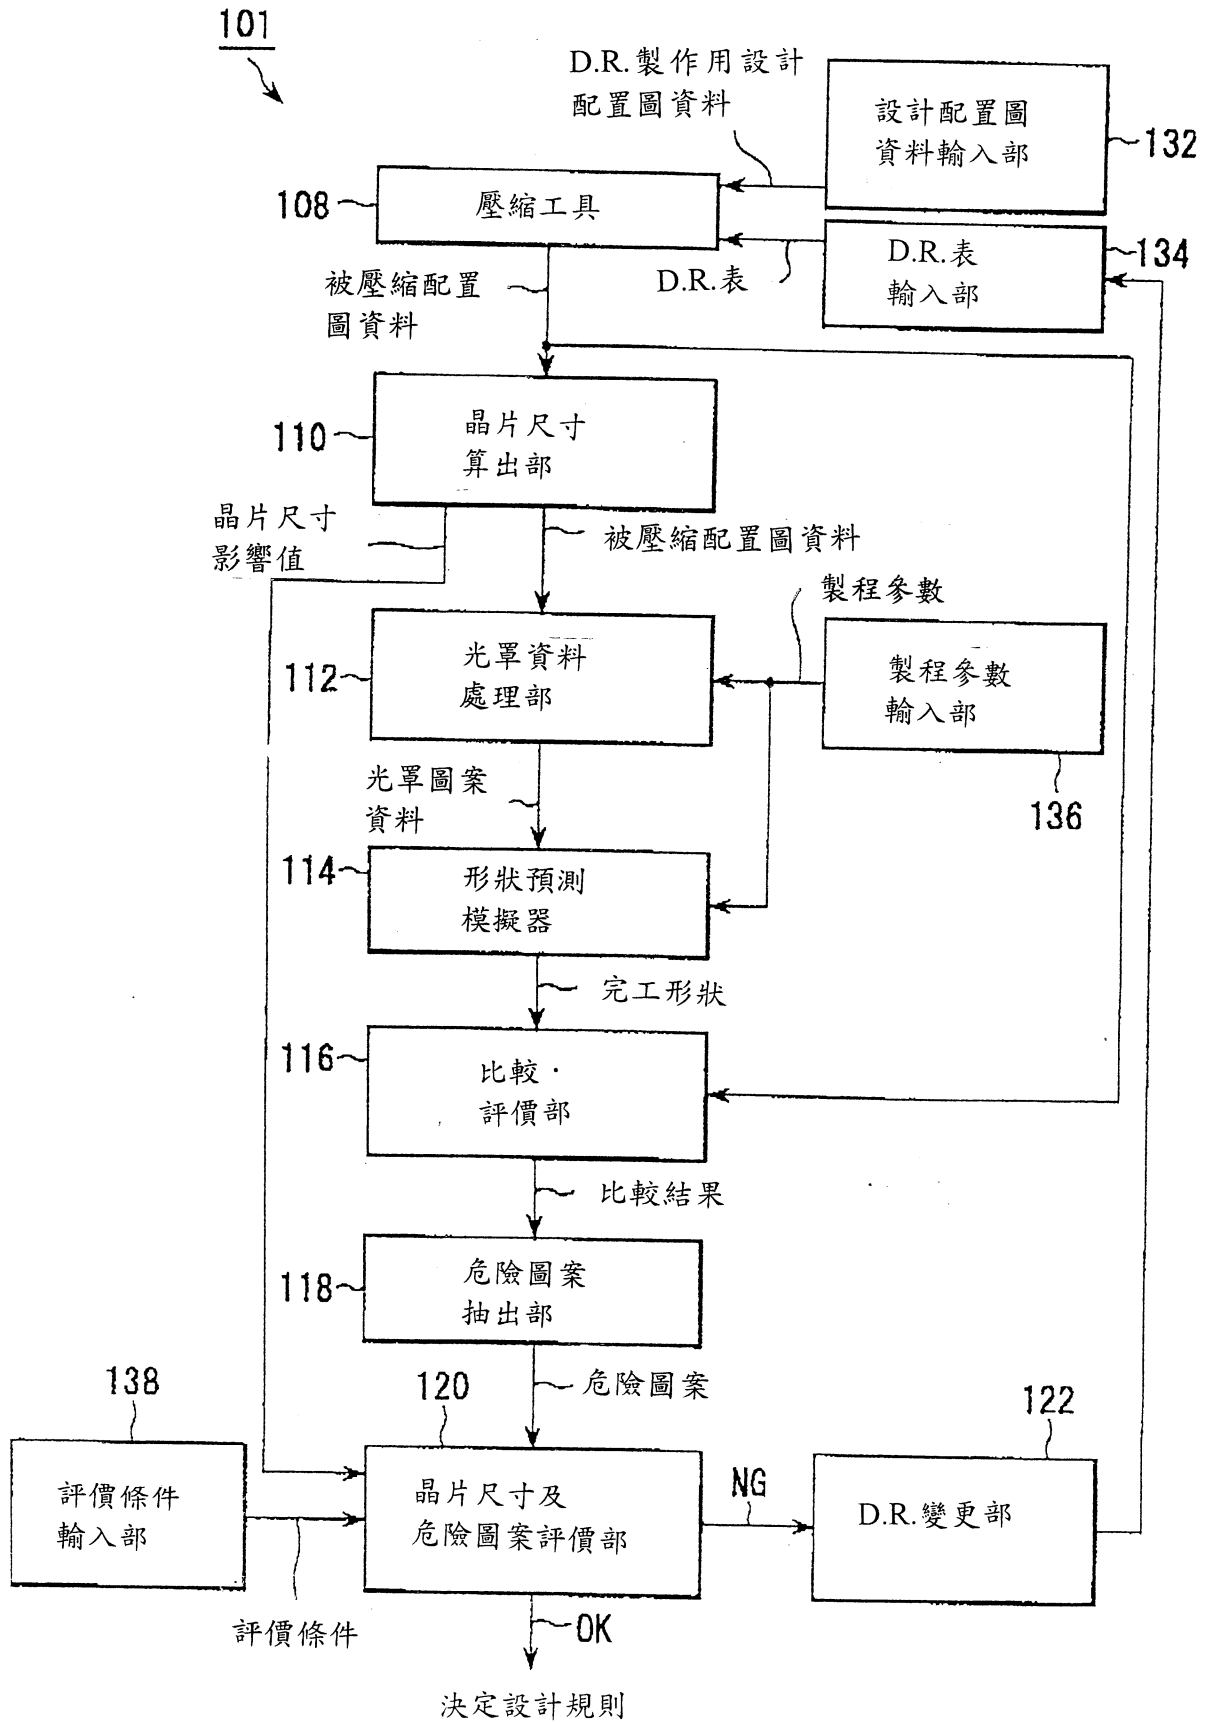 101
D.R.製作用設計
配置圖資料
設計配置圖
資料輸入部
132
108
壓縮工具
D.R.表
輸入部
134
D.R.表
被壓縮配置
圖資料
110
晶片尺寸
算出部
晶片尺寸
影響值
被壓縮配置圖資料
製程參數
112
光罩資料
處理部
製程參數
輸入部
136
光罩圖案
資料
114
形狀預測
模擬器
完工形狀
116
比較·
評價部
比較結果
118
危險圖案
抽出部
危險圖案
138
評價條件
輸入部
120
晶片尺寸及
危險圖案評價部
NG
122
D.R.變更部
評價條件
OK
決定設計規則